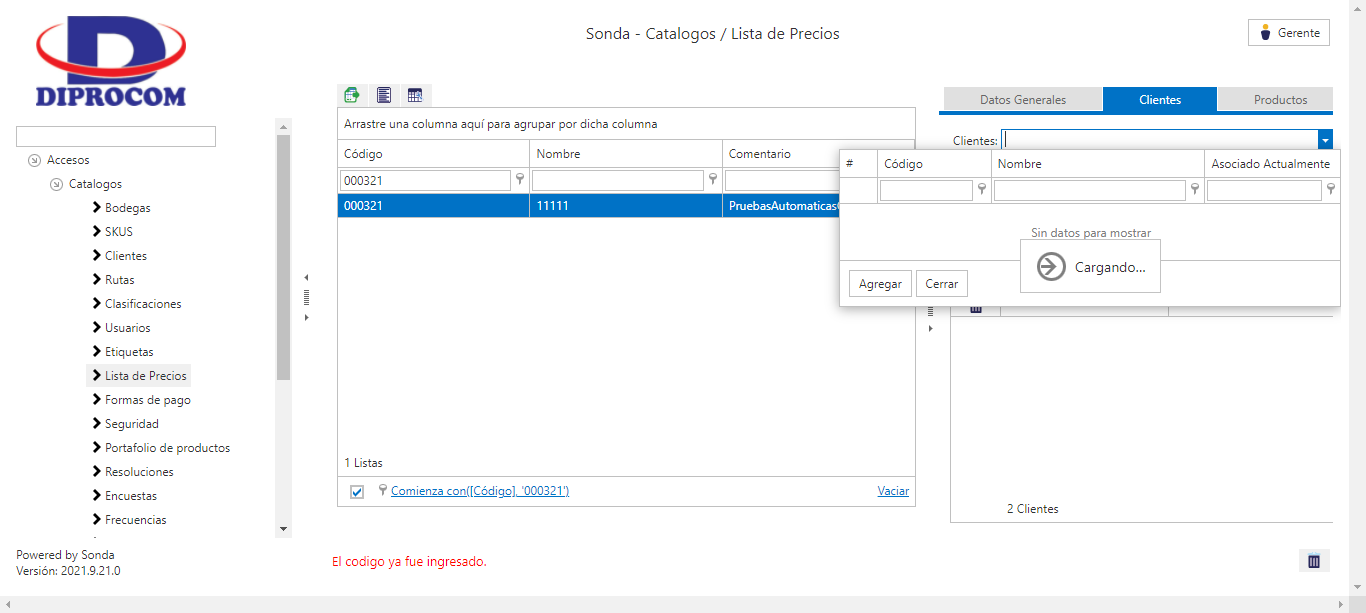 DIPROCOM
Sonda - Catalogos / Lista de Precios
Gerente
Accesos
Catalogos
Bodegas
SKUS
Clientes
Rutas
Clasificaciones
Usuarios
Etiquetas
Lista de Precios
Formas de pago
Seguridad
Portafolio de productos
Resoluciones
Encuestas
Frecuencias
Powered by Sonda
Versión: 2021.9.21.0
Arrastre una columna aquí para agrupar por dicha columna
Código Nombre Comentario
000321
000321 11111 PruebasAutomaticas
1 Listas
Comienza con([Código], '000321') Vaciar
El codigo ya fue ingresado.
Datos Generales Clientes Productos
Clientes:
# Código Nombre Asociado Actualmente
Sin datos para mostrar
Cargando...
Agregar Cerrar
2 Clientes